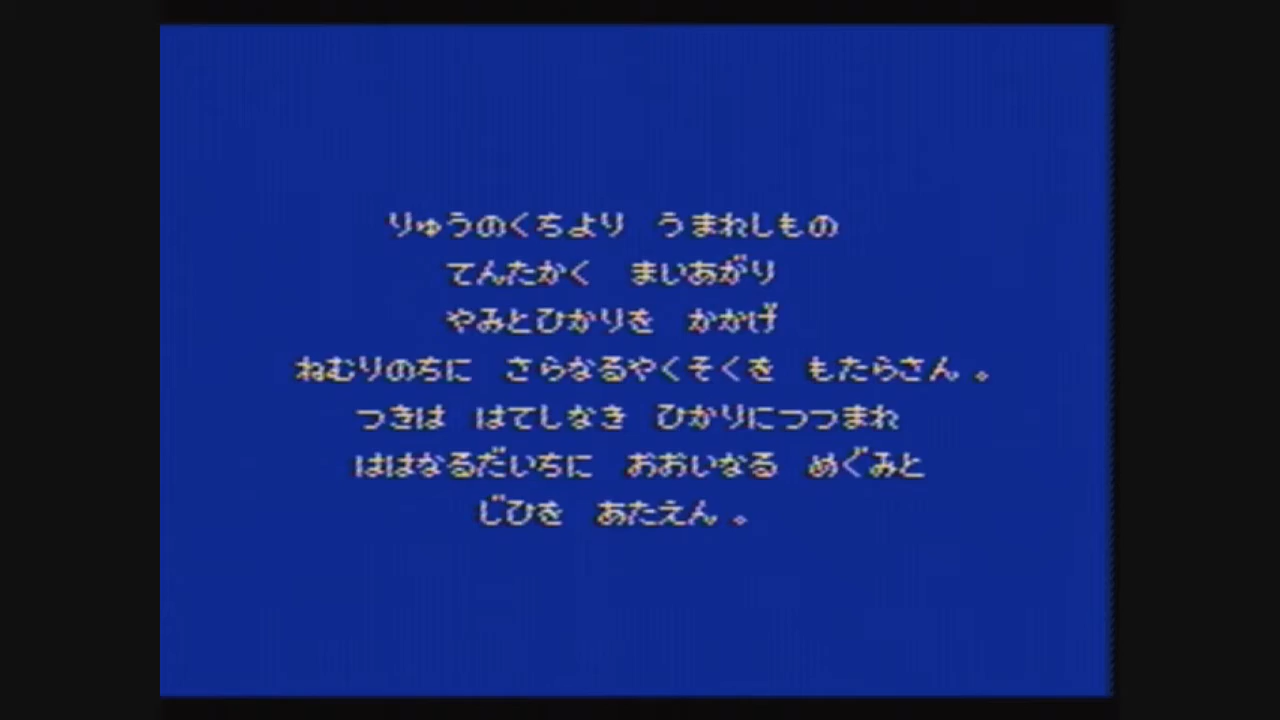 りゅうのくちより　うまれしもの
てんたかく　まいあがり
やみとひかりを　かかげ
ねむりのちに　さらなるやくそくを　もたらさん。
つきは　はてしなき　ひかりにつつまれ
ははなるだいちに　おおいなる　めぐみと
じひを　あたえん。